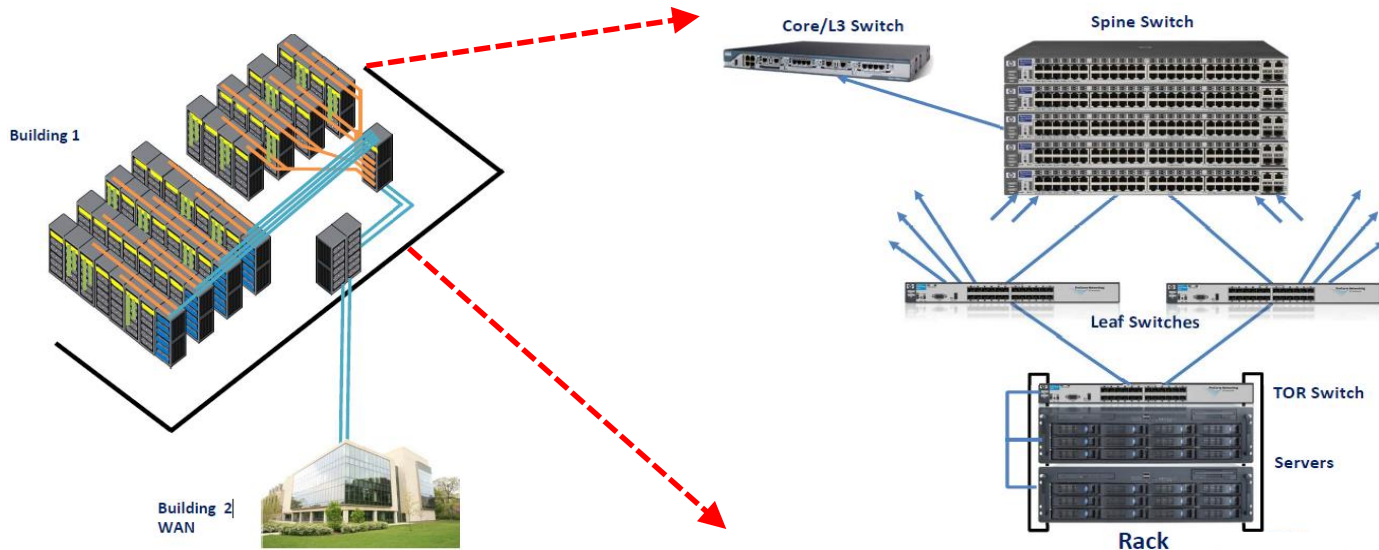 Core/L3 Switch
Spine Switch
Building 1
Leaf Switches
TOR Switch
Servers
Building 2
WAN
Rack